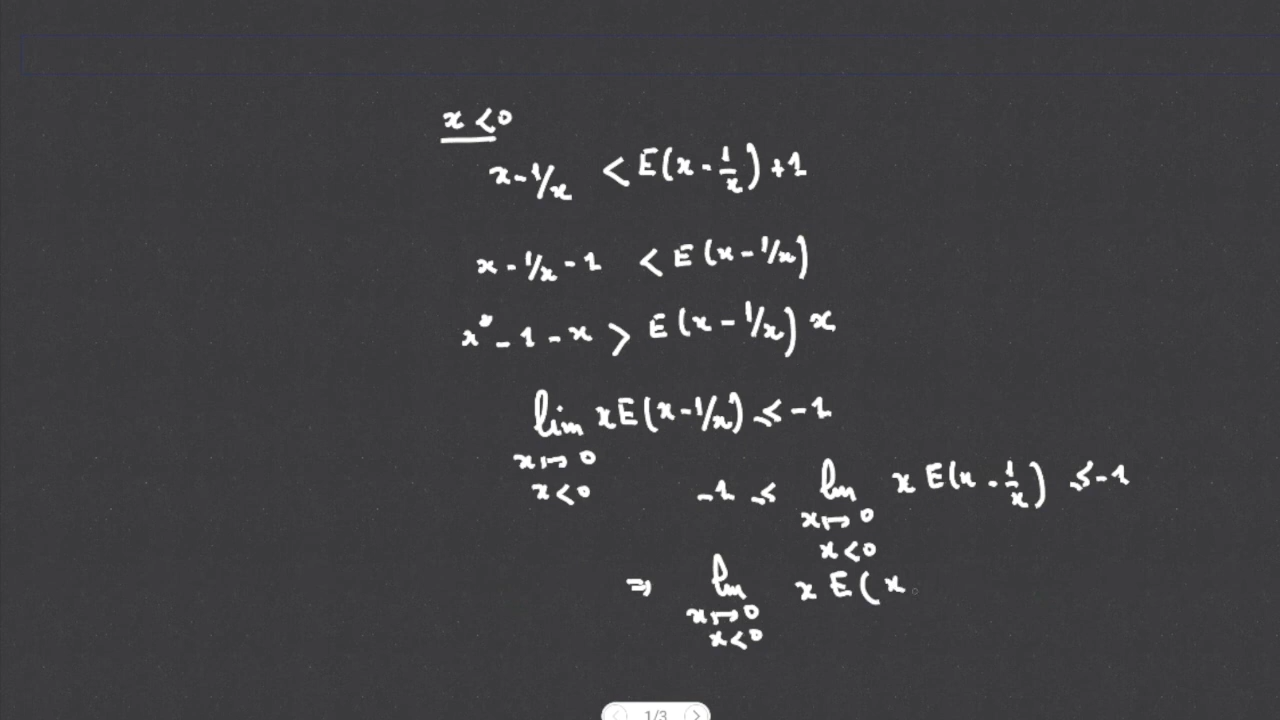 x < 0
x - 1/x < E(x - 1/x) + 1
x - 1/x - 1 < E(x - 1/x)
x² - 1 - x > E(x - 1/x) x
lim x E(x - 1/x) ≤ -1
x ↦ 0
x < 0
-1 ≤ lim x E(x - 1/x) ≤ -1
x ↦ 0
x < 0
⇒ lim x E(x
x ↦ 0
x < 0
1/3